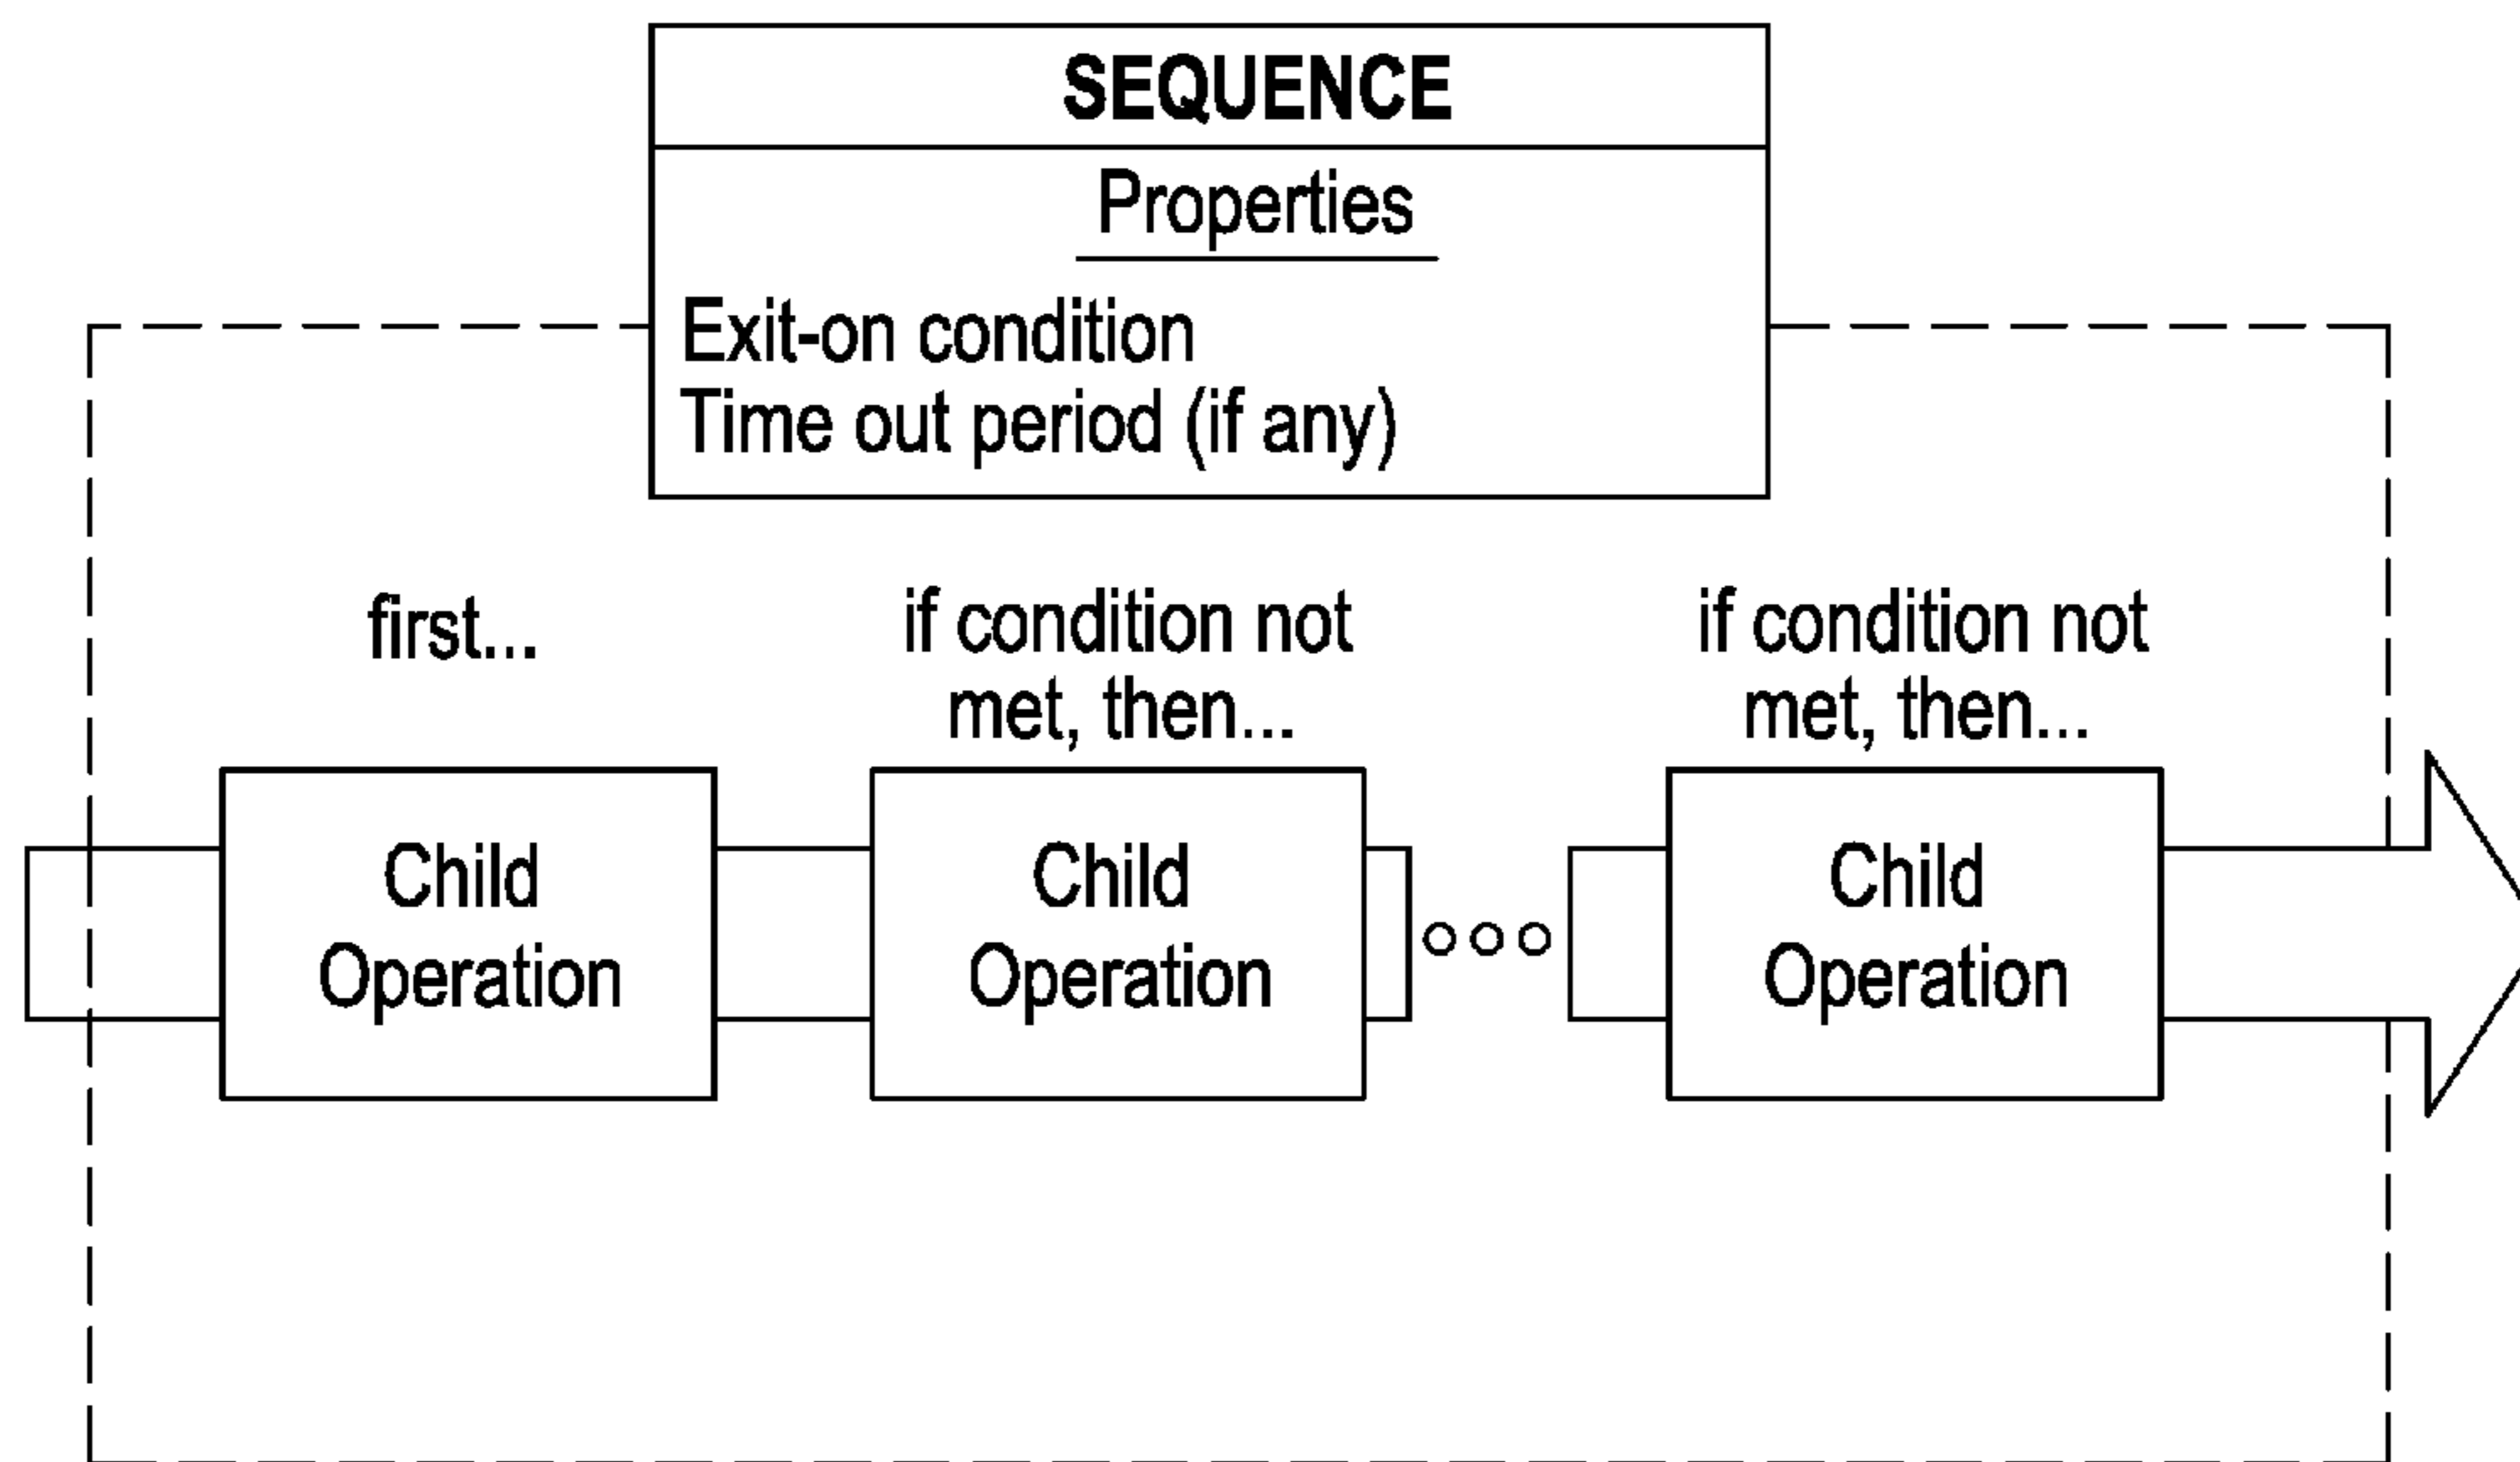 SEQUENCE
Properties
Exit-on condition
Time out period (if any)
first...
if condition not
met, then...
if condition not
met, then...
Child
Operation
Child
Operation
Child
Operation